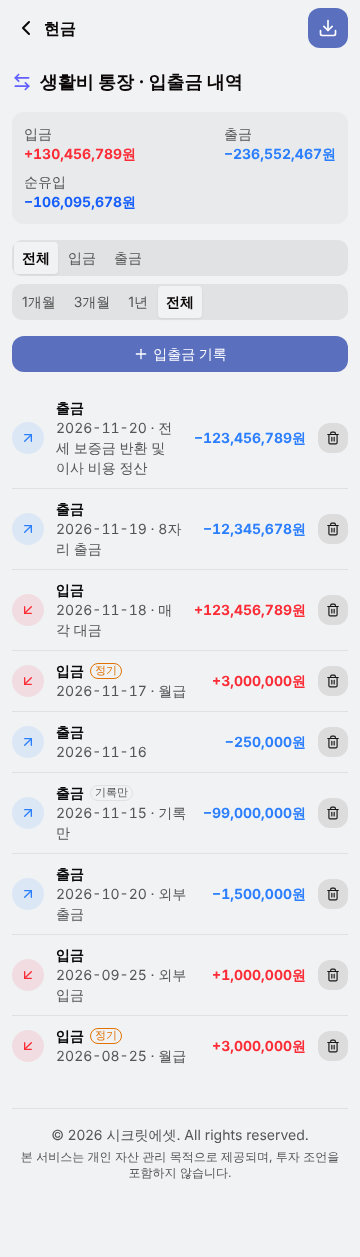 현금
생활비 통장 · 입출금 내역
입금 출금
+130,456,789원 −236,552,467원
순유입
−106,095,678원
전체 입금 출금
1개월 3개월 1년 전체
+ 입출금 기록
출금
2026-11-20 · 전
세 보증금 반환 및
이사 비용 정산
−123,456,789원
출금
2026-11-19 · 8자
리 출금
−12,345,678원
입금
2026-11-18 · 매
각 대금
+123,456,789원
입금 정기
2026-11-17 · 월급
+3,000,000원
출금
2026-11-16
−250,000원
출금 기록만
2026-11-15 · 기록
만
−99,000,000원
출금
2026-10-20 · 외부
출금
−1,500,000원
입금
2026-09-25 · 외부
입금
+1,000,000원
입금 정기
2026-08-25 · 월급
+3,000,000원
© 2026 시크릿에셋. All rights reserved.
본 서비스는 개인 자산 관리 목적으로 제공되며, 투자 조언을
포함하지 않습니다.